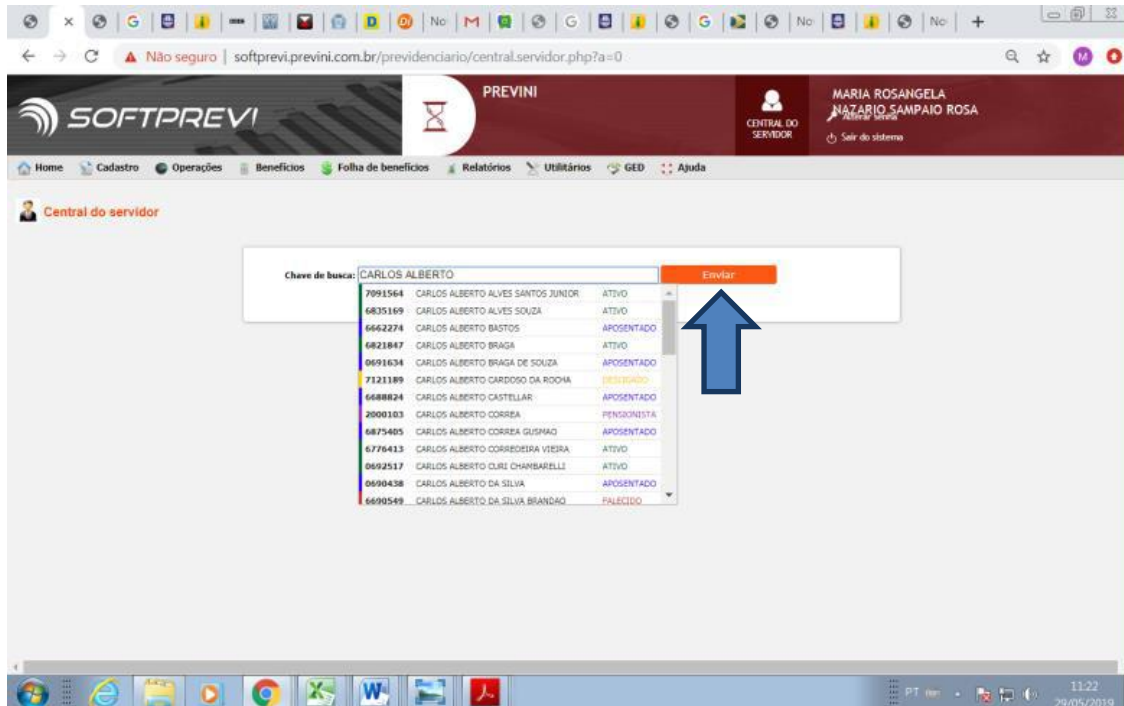 No
No
No
Não seguro | softprevi.previni.com.br/previdenciario/central.servidor.php?a=0
SOFTPREVI
PREVINI
CENTRAL DO
SERVIDOR
MARIA ROSANGELA
NAZARIO SAMPAIO ROSA
Alterar senha
Sair do sistema
Home Cadastro Operações Benefícios Folha de benefícios Relatórios Utilitários GED Ajuda
Central do servidor
Chave de busca: CARLOS ALBERTO Enviar
7091564 CARLOS ALBERTO ALVES SANTOS JUNIOR ATIVO
6835169 CARLOS ALBERTO ALVES SOUZA ATIVO
6662274 CARLOS ALBERTO BASTOS APOSENTADO
6821847 CARLOS ALBERTO BRAGA ATIVO
0691634 CARLOS ALBERTO BRAGA DE SOUZA APOSENTADO
7121189 CARLOS ALBERTO CARDOSO DA ROCHA DESLIGADO
6688824 CARLOS ALBERTO CASTELLAR APOSENTADO
2000103 CARLOS ALBERTO CORREA PENSIONISTA
6875405 CARLOS ALBERTO CORREA GUSMAO APOSENTADO
6776413 CARLOS ALBERTO CORREDEIRA VIEIRA ATIVO
0692517 CARLOS ALBERTO CURI CHAMBARELLI ATIVO
0690438 CARLOS ALBERTO DA SILVA APOSENTADO
6690549 CARLOS ALBERTO DA SILVA BRANDAO FALECIDO
PT
11:22
29/05/2019